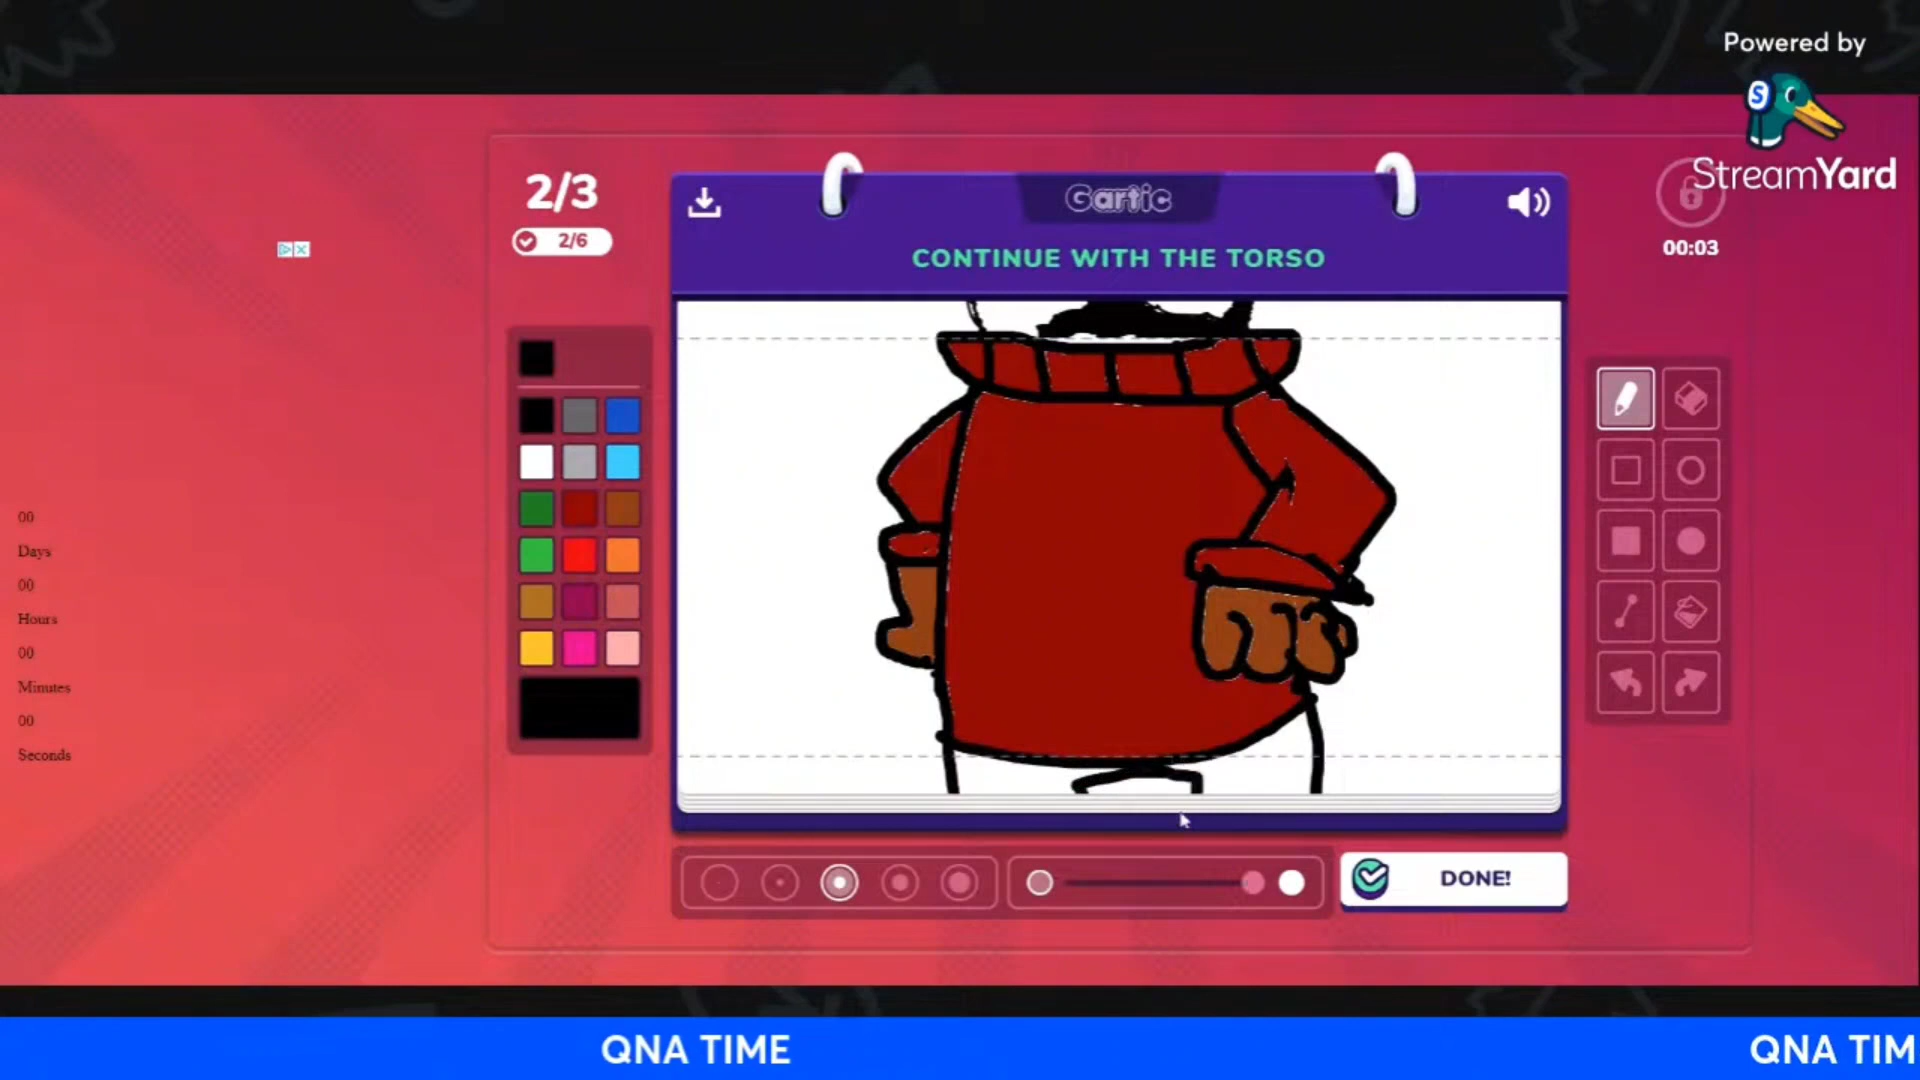 Powered by
S
StreamYard
2/3
2/6
Gartic
00:03
CONTINUE WITH THE TORSO
00
Days
00
Hours
00
Minutes
00
Seconds
DONE!
QNA TIME
QNA TIM